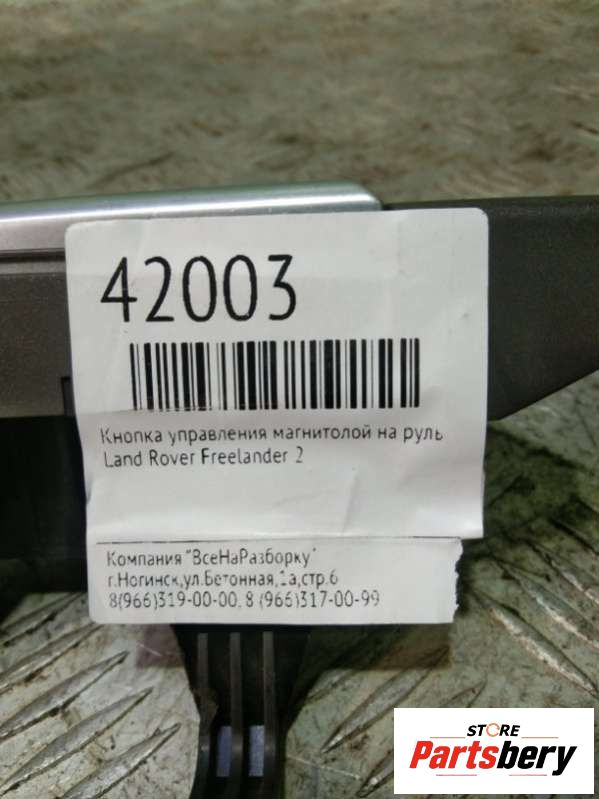 42003
Кнопка управления магнитолой на руль
Land Rover Freelander 2
Компания "ВсеНаРазборку"
г.Ногинск,ул.Бетонная,1а,стр.6
8(966)319-00-00, 8 (966)317-00-99
STORE
Partsbery